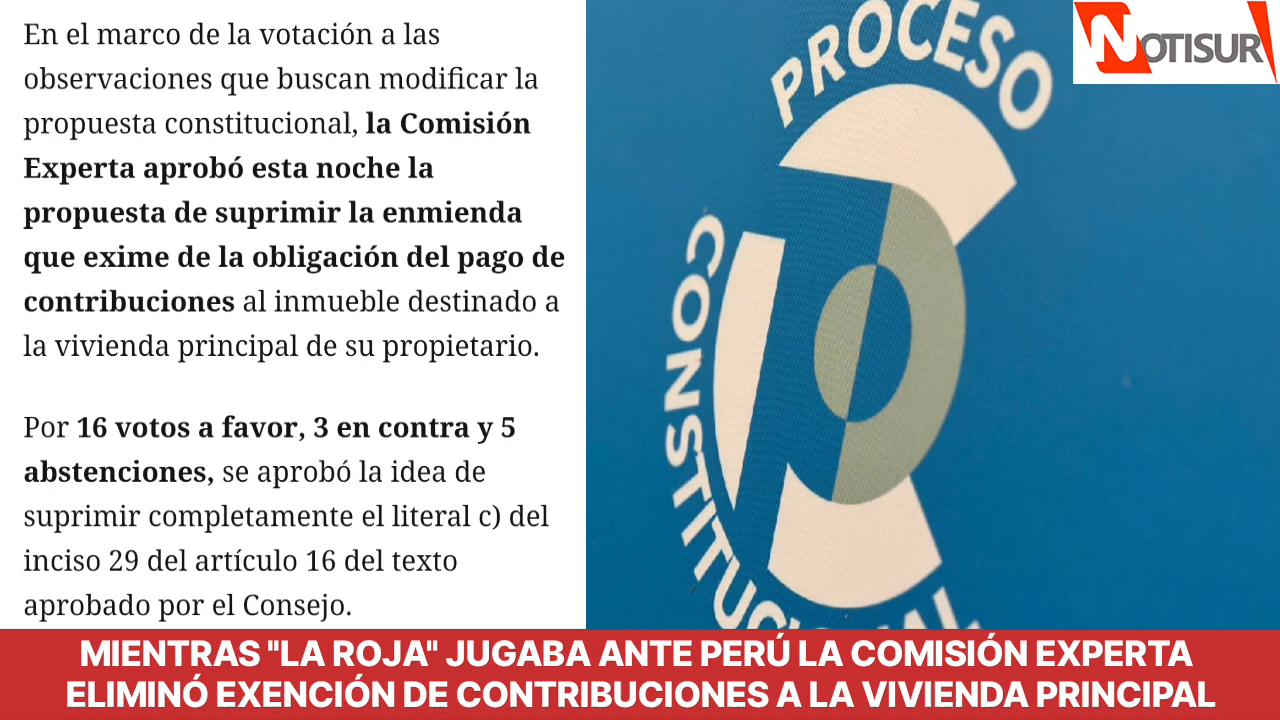 En el marco de la votación a las
observaciones que buscan modificar la
propuesta constitucional, la Comisión
Experta aprobó esta noche la
propuesta de suprimir la enmienda
que exime de la obligación del pago de
contribuciones al inmueble destinado a
la vivienda principal de su propietario.
Por 16 votos a favor, 3 en contra y 5
abstenciones, se aprobó la idea de
suprimir completamente el literal c) del
inciso 29 del artículo 16 del texto
aprobado por el Consejo.
PROCESO
CONSTITUCIONAL
NOTISUR
MIENTRAS "LA ROJA" JUGABA ANTE PERÚ LA COMISIÓN EXPERTA
ELIMINÓ EXENCIÓN DE CONTRIBUCIONES A LA VIVIENDA PRINCIPAL